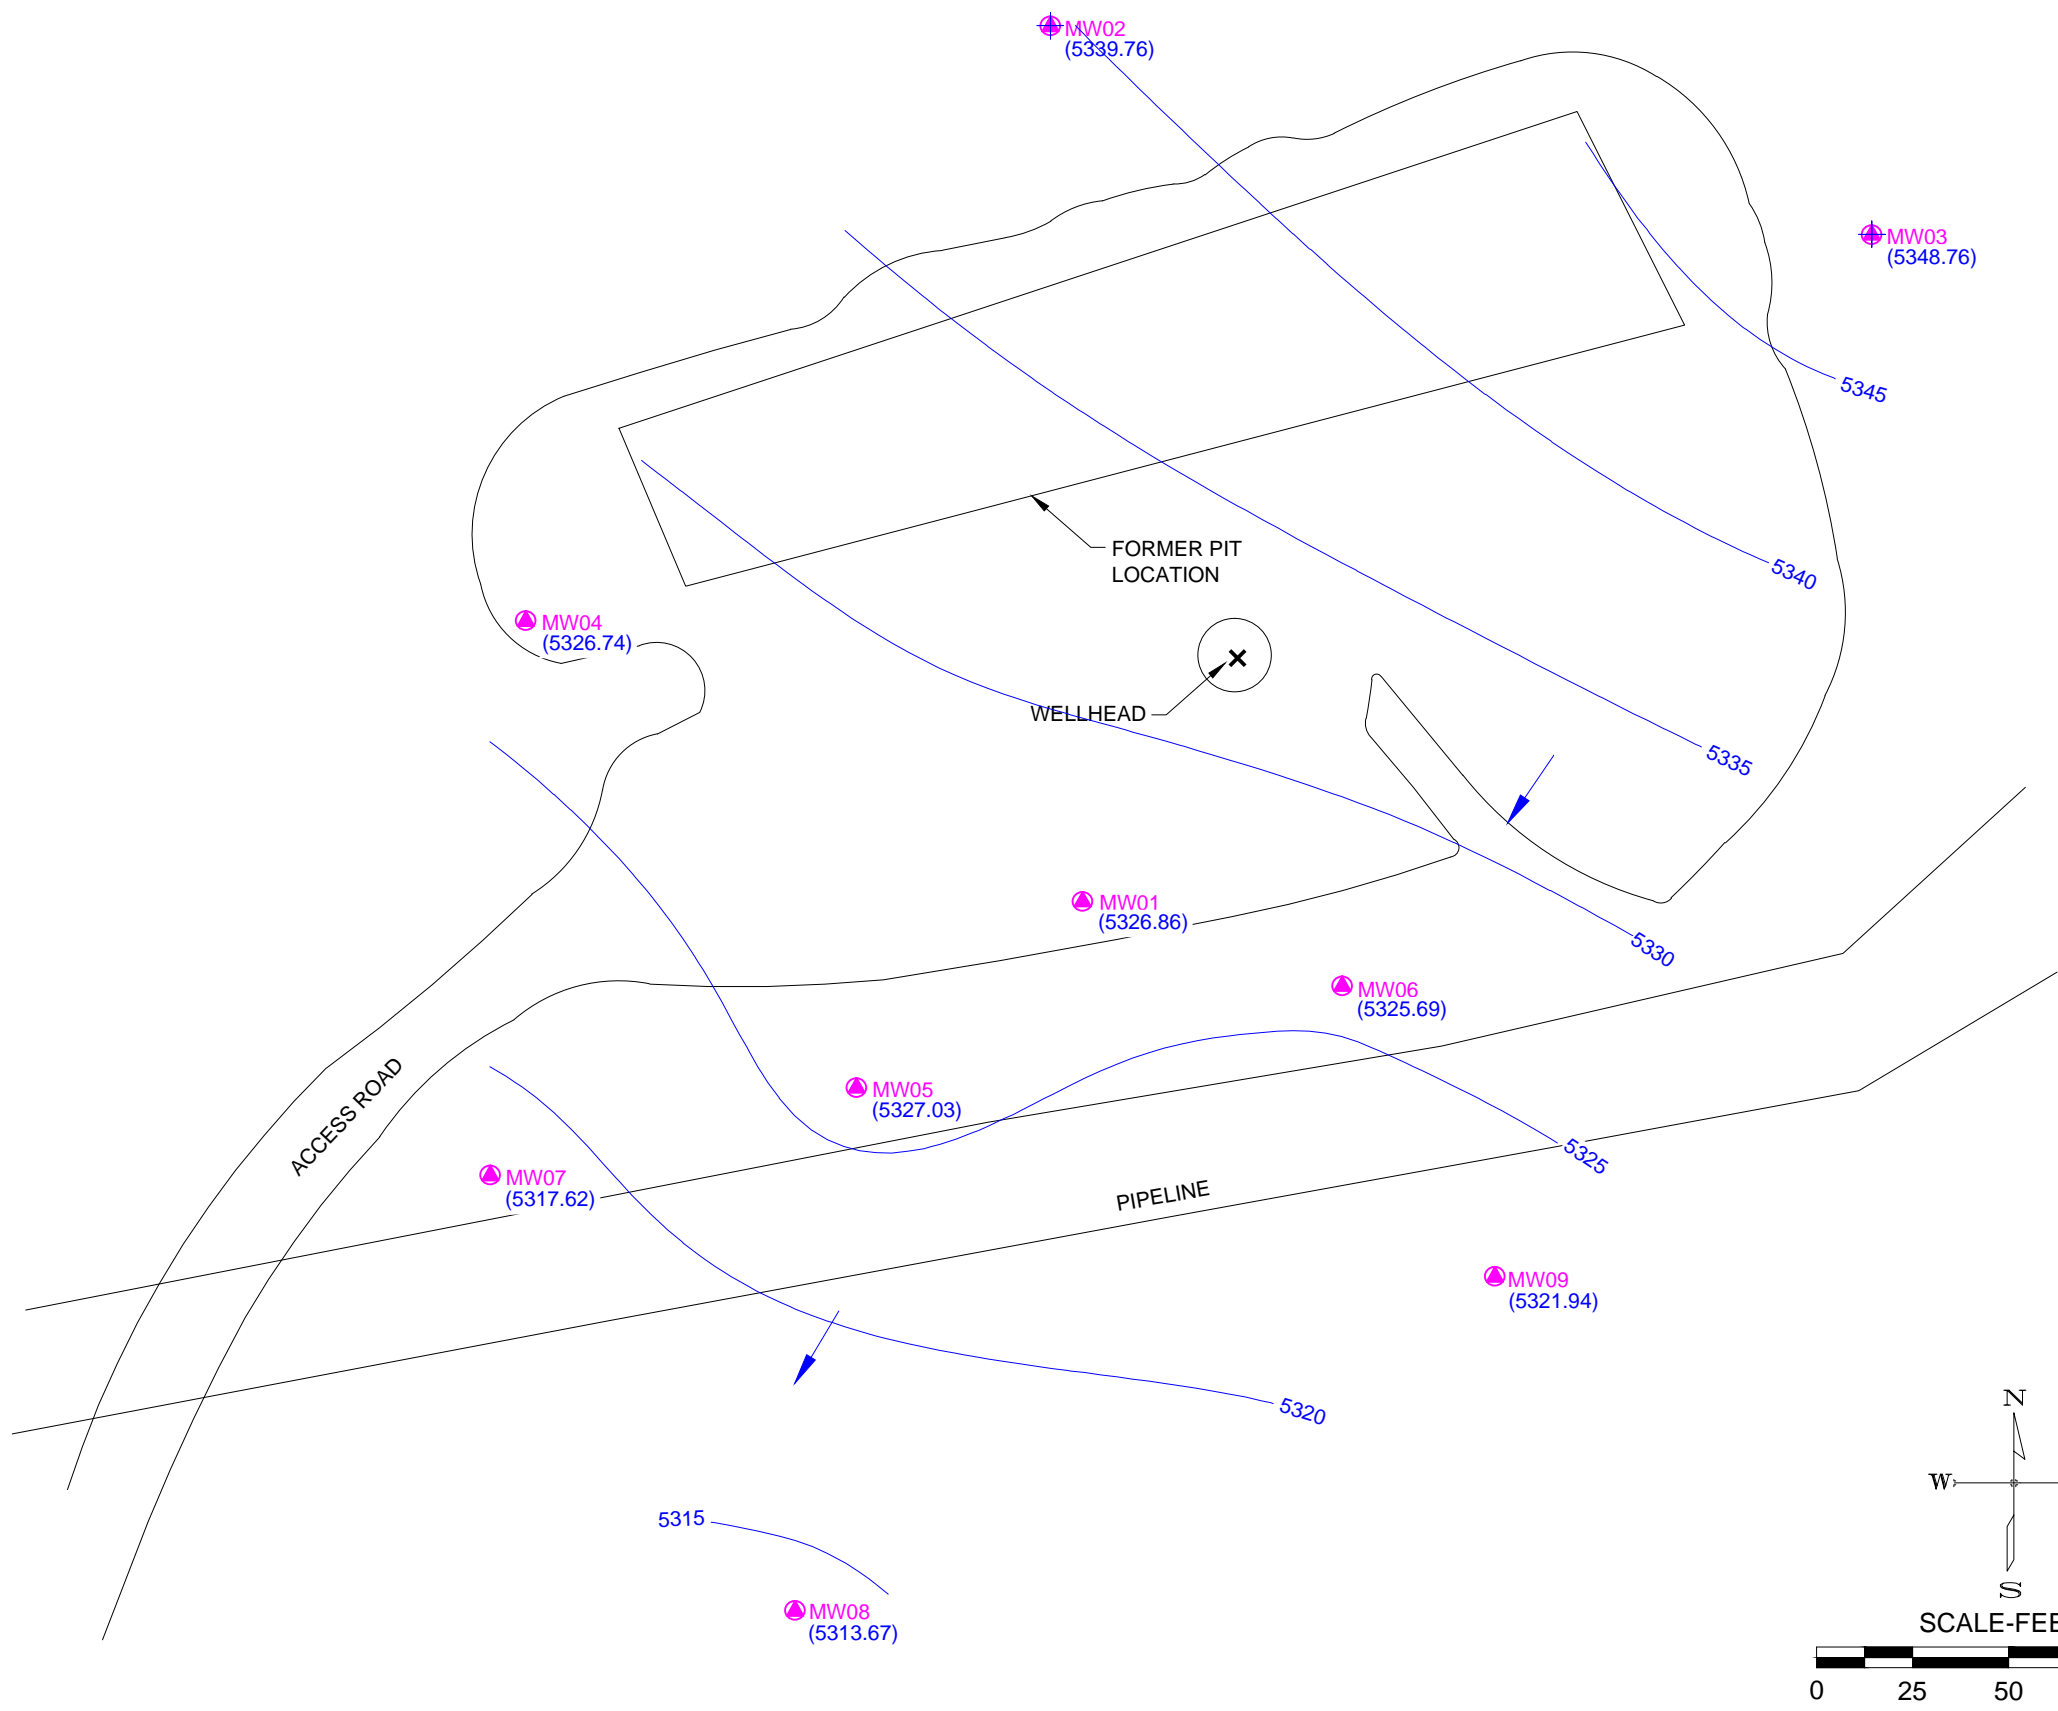 MW02
(5339.76)
MW03
(5348.76)
5345
FORMER PIT
LOCATION
5340
MW04
(5326.74)
WELLHEAD
5335
MW01
(5326.86)
5330
MW06
(5325.69)
ACCESS ROAD
MW05
(5327.03)
5325
MW07
(5317.62)
PIPELINE
MW09
(5321.94)
5320
N
W
5315
S
MW08
(5313.67)
SCALE-FEE
0 25 50